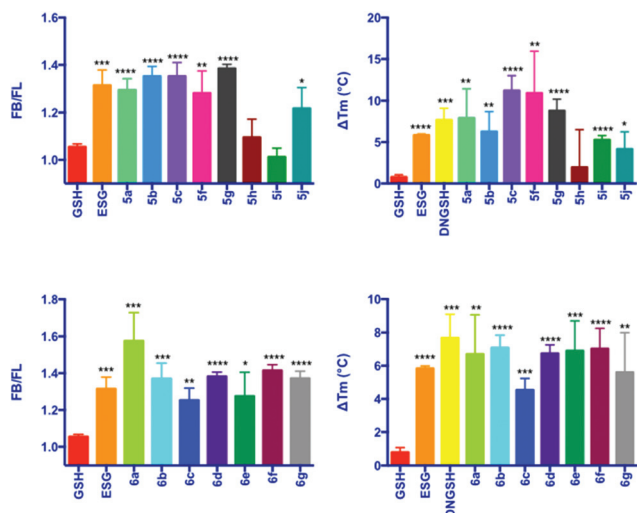 FB/FL
1.6
1.4
1.2
1.0
***
****
****
****
**
****
*
GSH
ESG
5a
5b
5c
5f
5g
5h
5i
5j
ΔTm (°C)
20
15
10
5
0
****
***
**
**
****
**
****
****
*
GSH
ESG
DNGSH
5a
5b
5c
5f
5g
5h
5i
5j
FB/FL
1.8
1.6
1.4
1.2
1.0
***
***
***
**
****
*
****
****
GSH
ESG
6a
6b
6c
6d
6e
6f
6g
ΔTm (°C)
10
8
6
4
2
0
****
***
**
****
***
****
***
****
**
GSH
ESG
DNGSH
6a
6b
6c
6d
6e
6f
6g